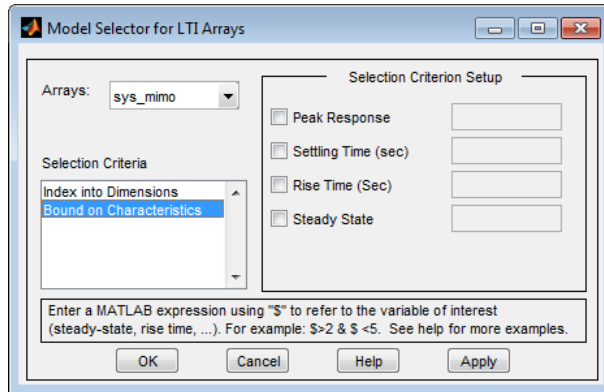 Model Selector for LTI Arrays
Arrays:
sys_mimo
Selection Criteria
Index into Dimensions
Bound on Characteristics
Selection Criterion Setup
Peak Response
Settling Time (sec)
Rise Time (Sec)
Steady State
Enter a MATLAB expression using "$" to refer to the variable of interest
(steady-state, rise time, ...). For example: $>2 & $ <5.  See help for more examples.
OK
Cancel
Help
Apply